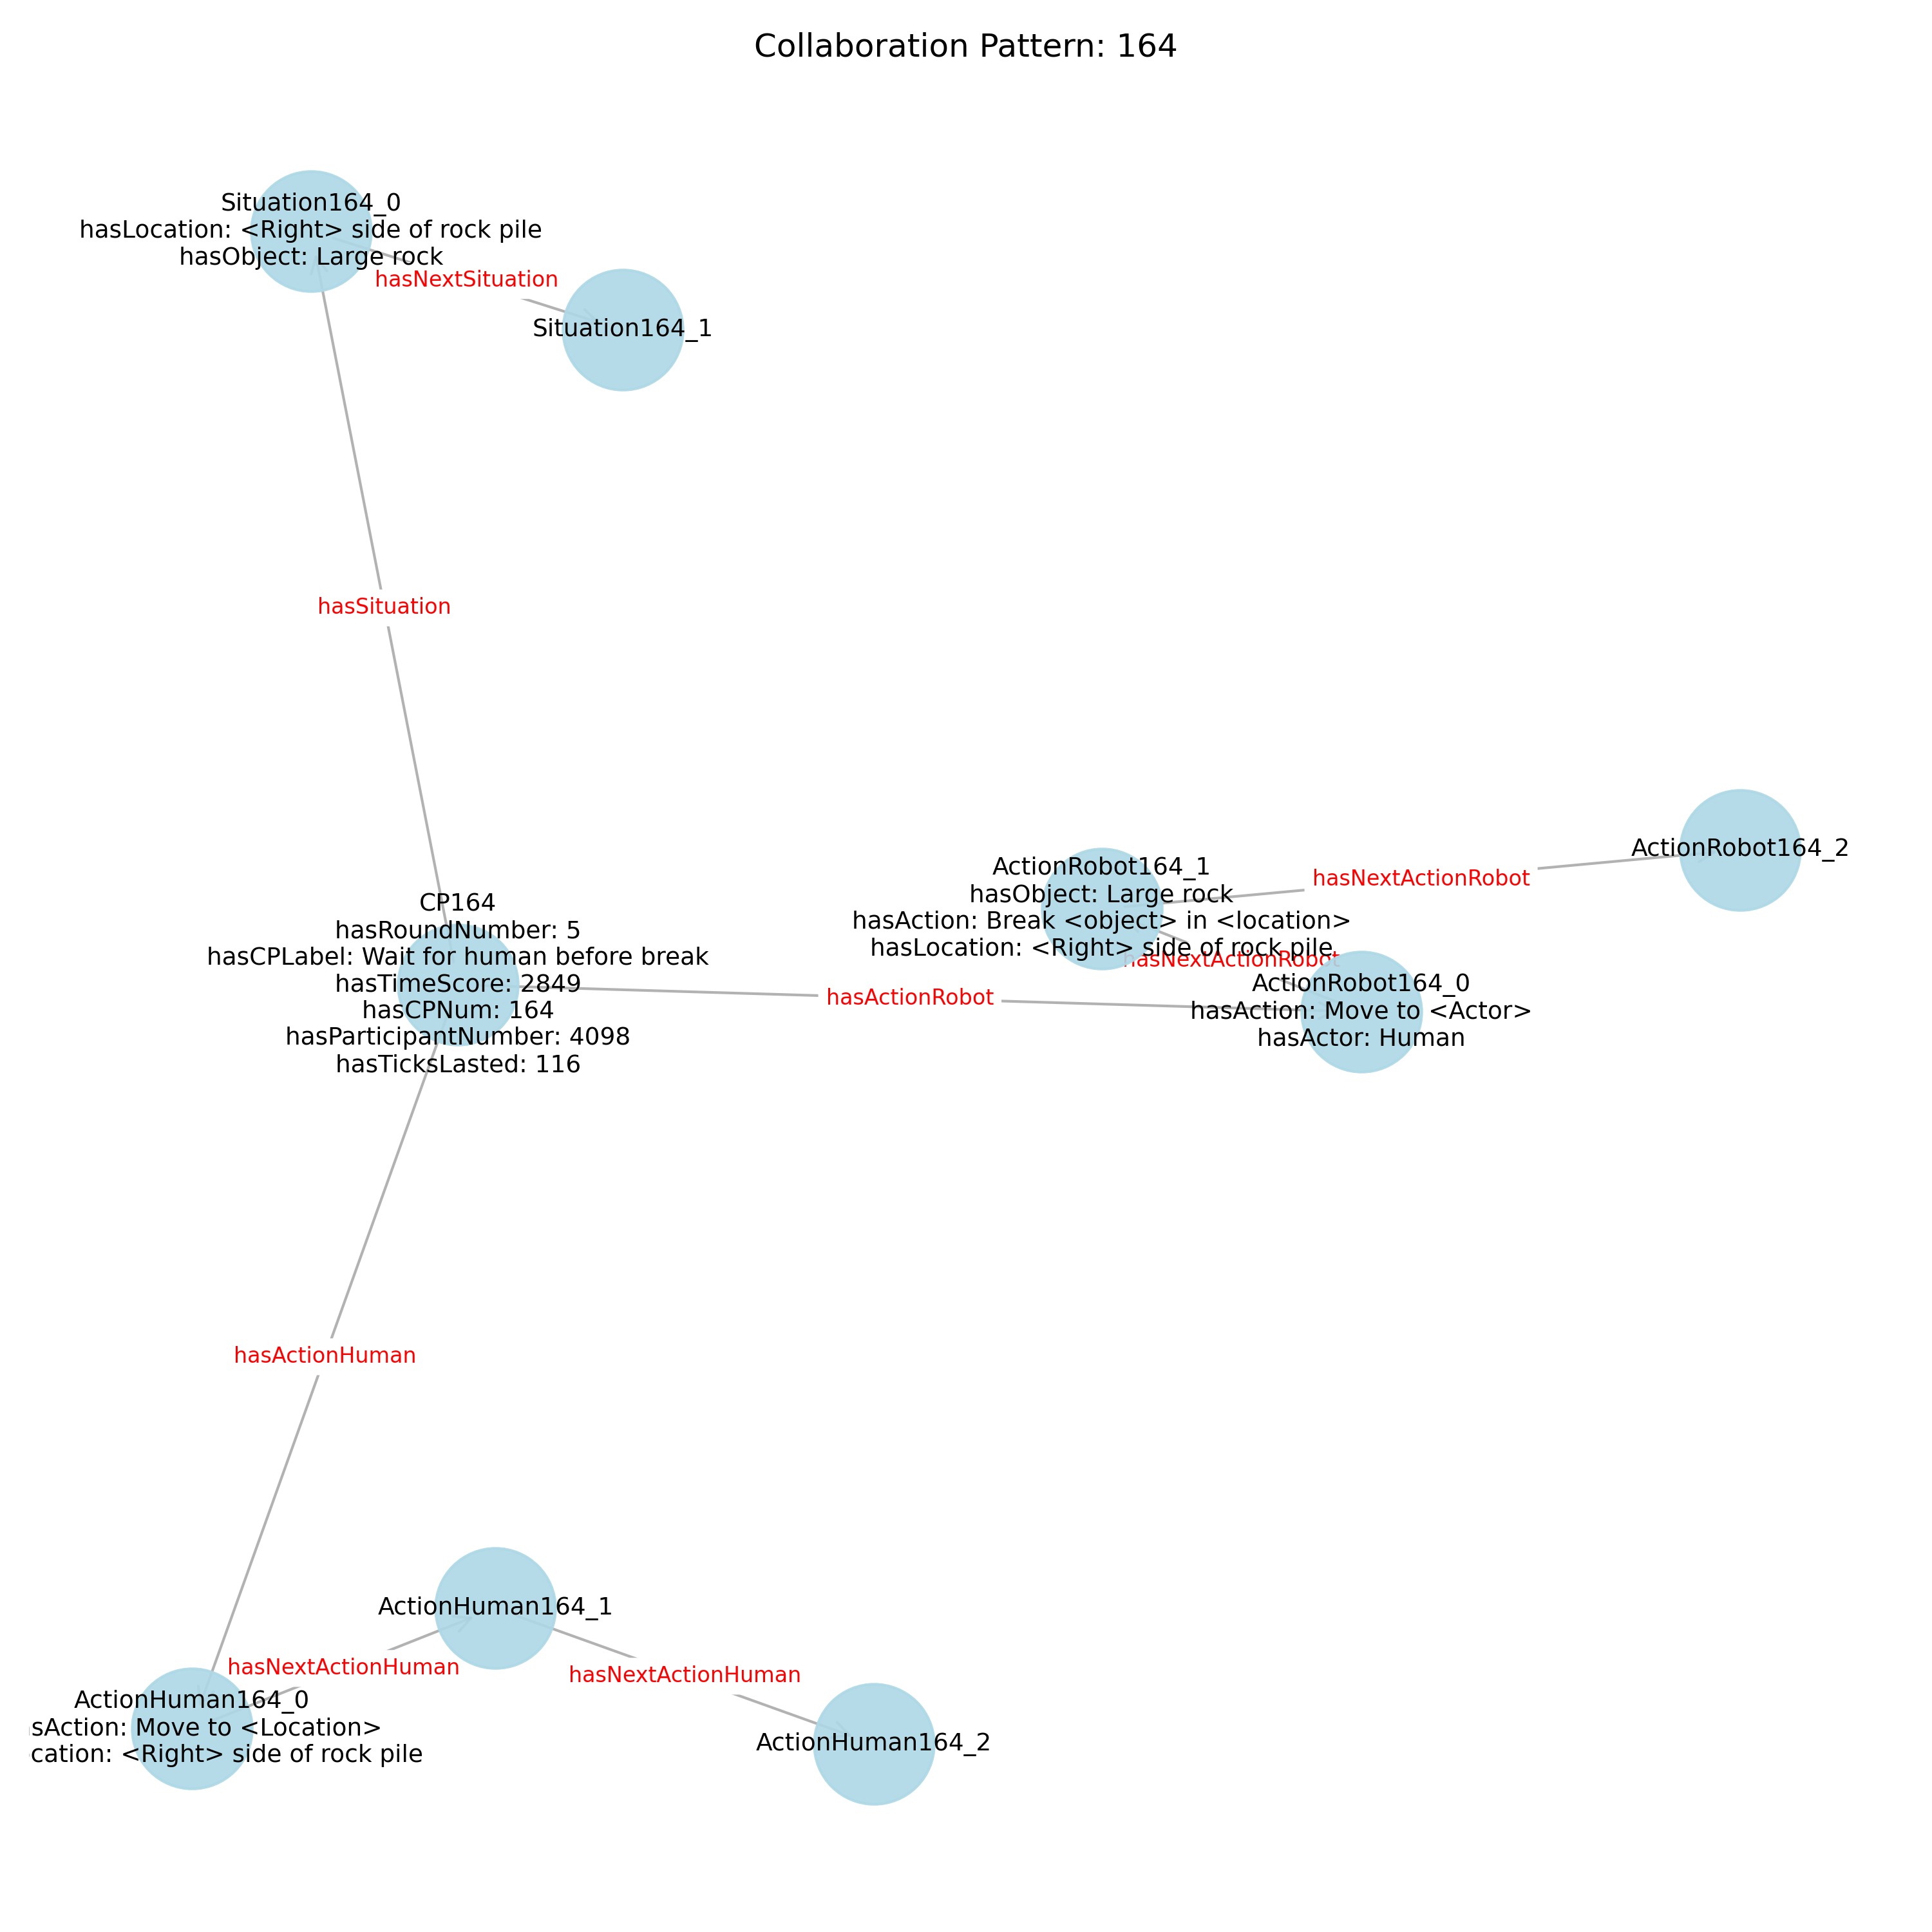 Collaboration Pattern: 164
Situation164_0
hasLocation: <Right> side of rock pile
hasObject: Large rock
hasNextSituation
Situation164_1
hasSituation
ActionRobot164_1
hasObject: Large rock
hasAction: Break <object> in <location>
hasLocation: <Right> side of rock pile
hasNextActionRobot
ActionRobot164_2
hasNextActionRobot
CP164
hasRoundNumber: 5
hasCPLabel: Wait for human before break
hasTimeScore: 2849
hasCPNum: 164
hasParticipantNumber: 4098
hasTicksLasted: 116
hasActionRobot
ActionRobot164_0
hasAction: Move to <Actor>
hasActor: Human
hasActionHuman
ActionHuman164_1
hasNextActionHuman
hasNextActionHuman
ActionHuman164_0
sAction: Move to <Location>
cation: <Right> side of rock pile
ActionHuman164_2